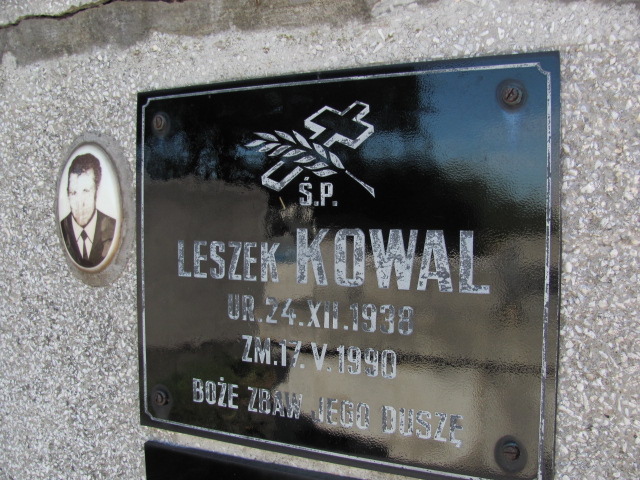 Ś.P.
LESZEK KOWAL
UR. 24. XII. 1938
ZM. 17. V. 1990
BOŻE ZBAW JEGO DUSZĘ